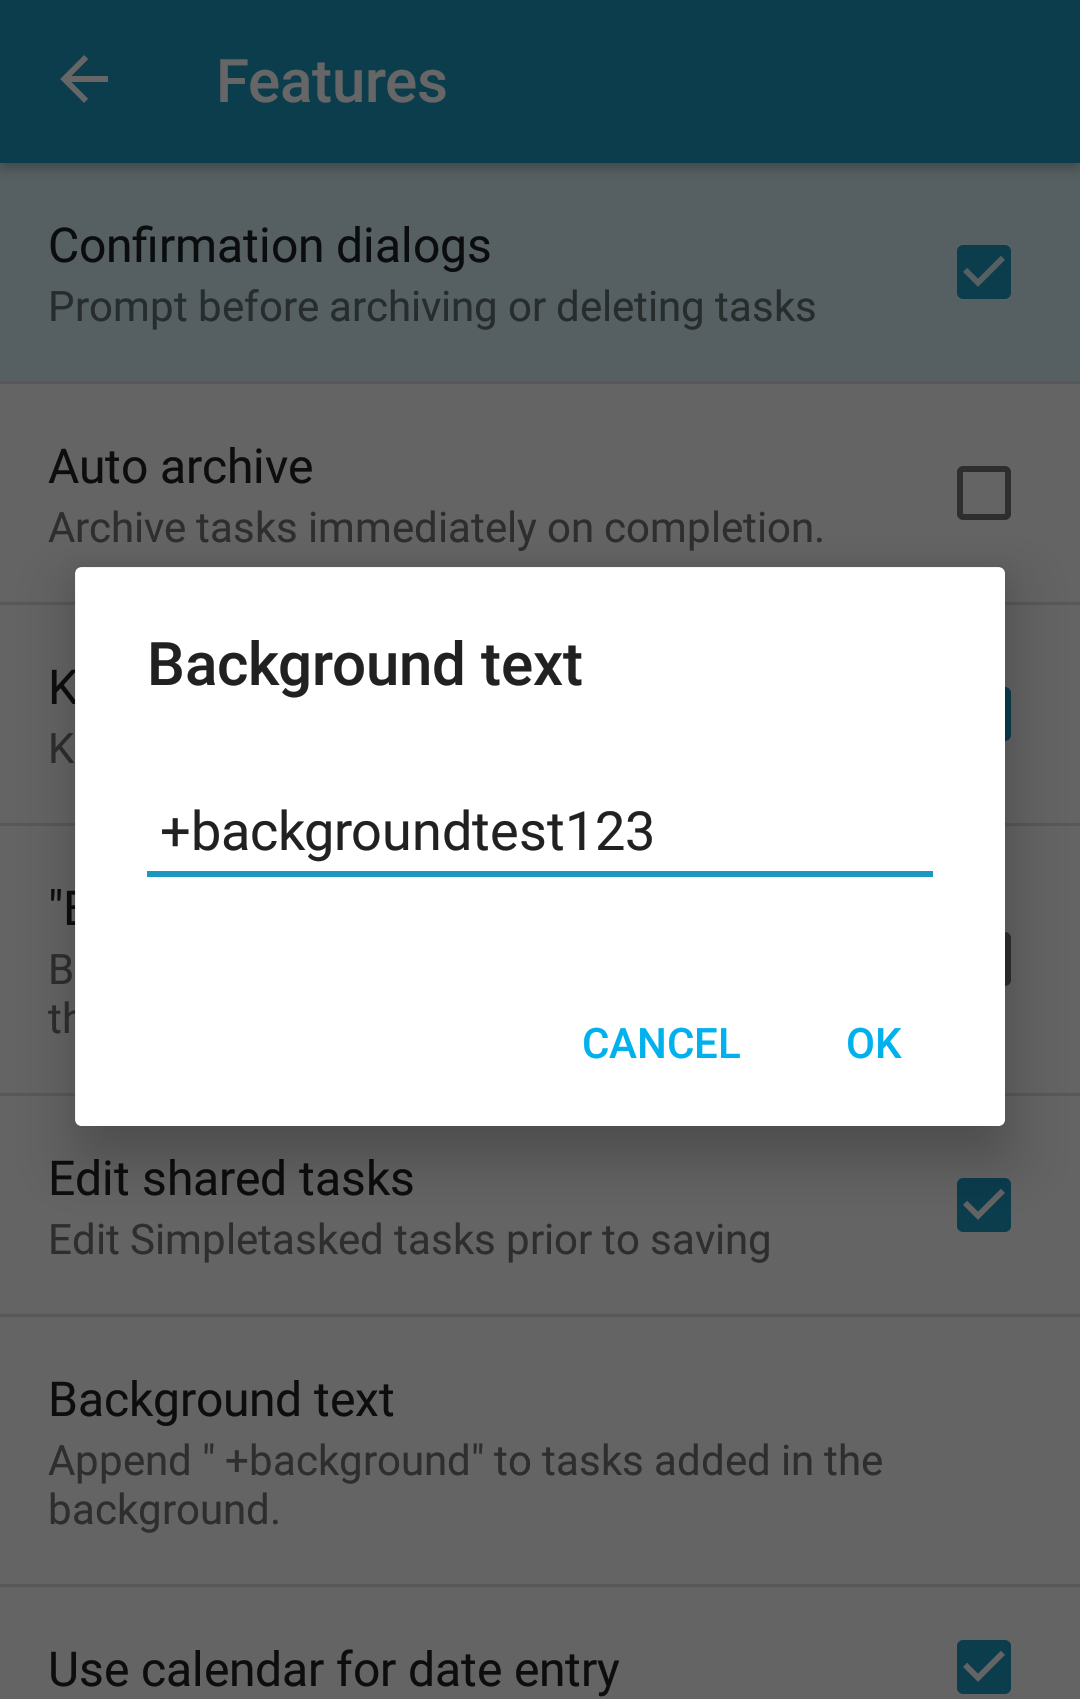 Features
Confirmation dialogs
Prompt before archiving or deleting tasks
Auto archive
Archive tasks immediately on completion.
Background text
+backgroundtest123
CANCEL OK
Edit shared tasks
Edit Simpletasked tasks prior to saving
Background text
Append " +background" to tasks added in the
background.
Use calendar for date entry